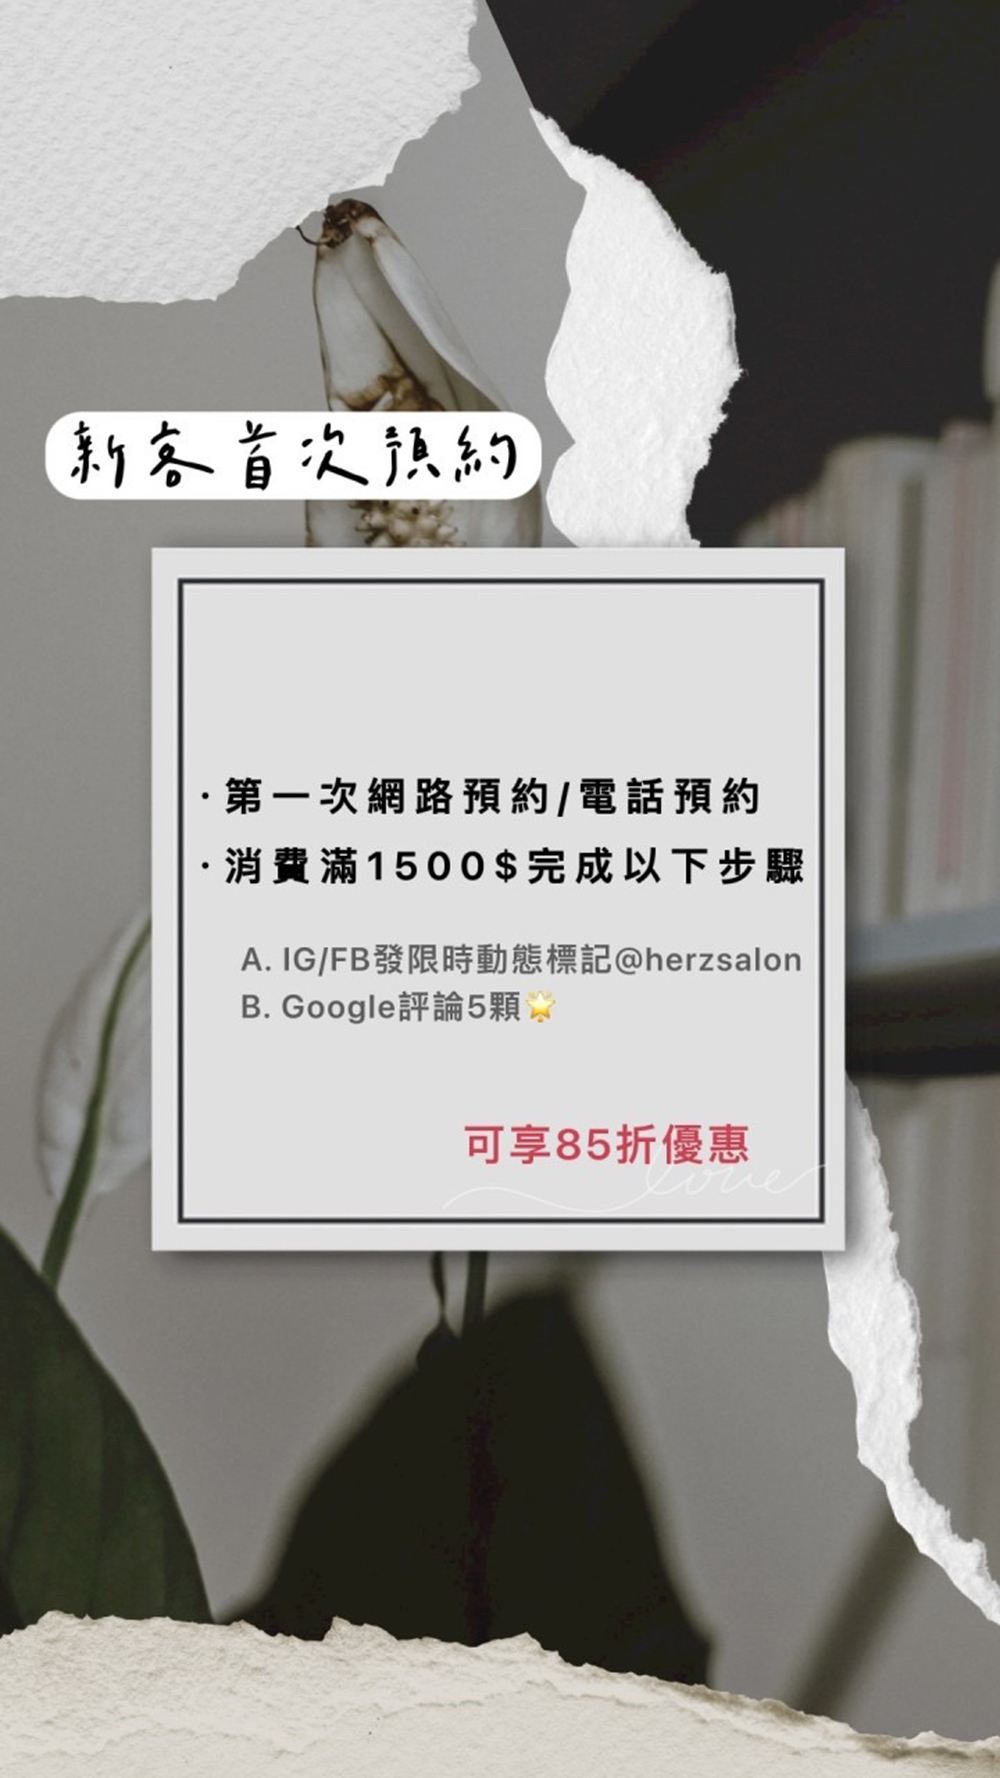 新客首次預約
·第一次網路預約/電話預約
·消費滿1500$完成以下步驟
A. IG/FB發限時動態標記@herzsalon
B. Google評論5顆🌟
可享85折優惠
love